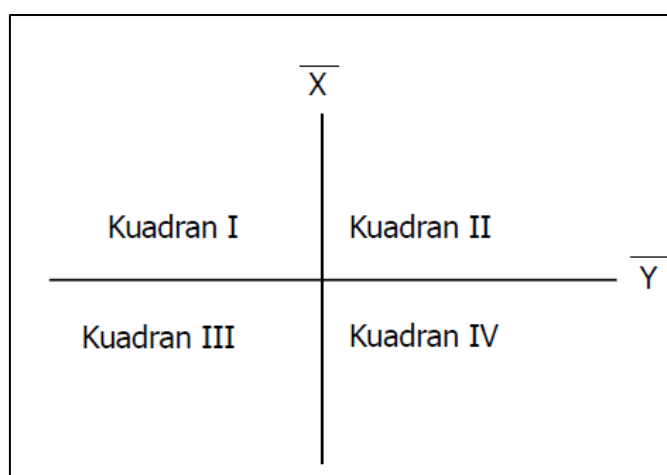 X̅
Kuadran I
Kuadran II
Y̅
Kuadran III
Kuadran IV